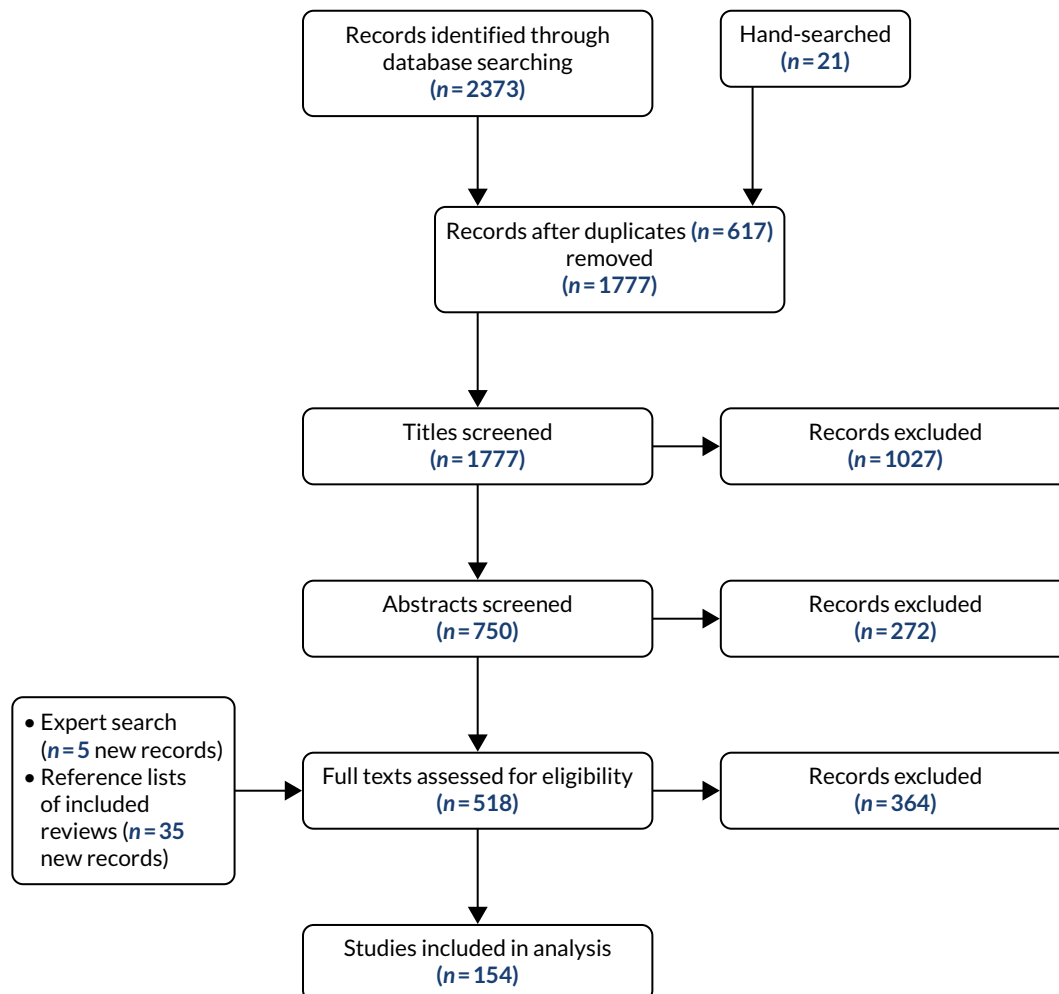 Records identified through
database searching
(n=2373)
Hand-searched
(n=21)
Records after duplicates (n=617)
removed
(n=1777)
Titles screened
(n=1777)
Records excluded
(n=1027)
Abstracts screened
(n=750)
Records excluded
(n=272)
• Expert search
(n=5 new records)
• Reference lists
of included
reviews (n=35
new records)
Full texts assessed for eligibility
(n=518)
Records excluded
(n=364)
Studies included in analysis
(n=154)